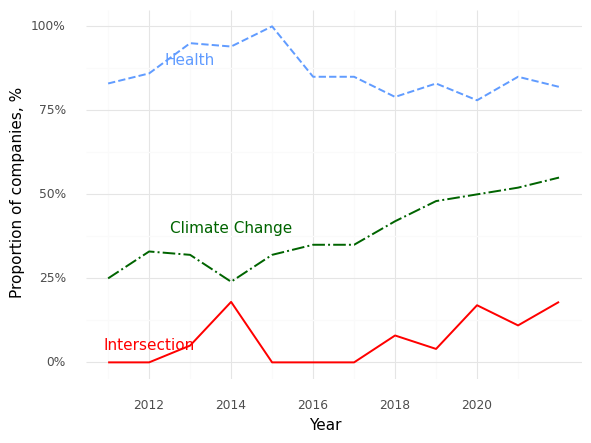 100%
Health
75%
Proportion of companies, %
50%
Climate Change
25%
Intersection
0%
2012 2014 2016 2018 2020
Year